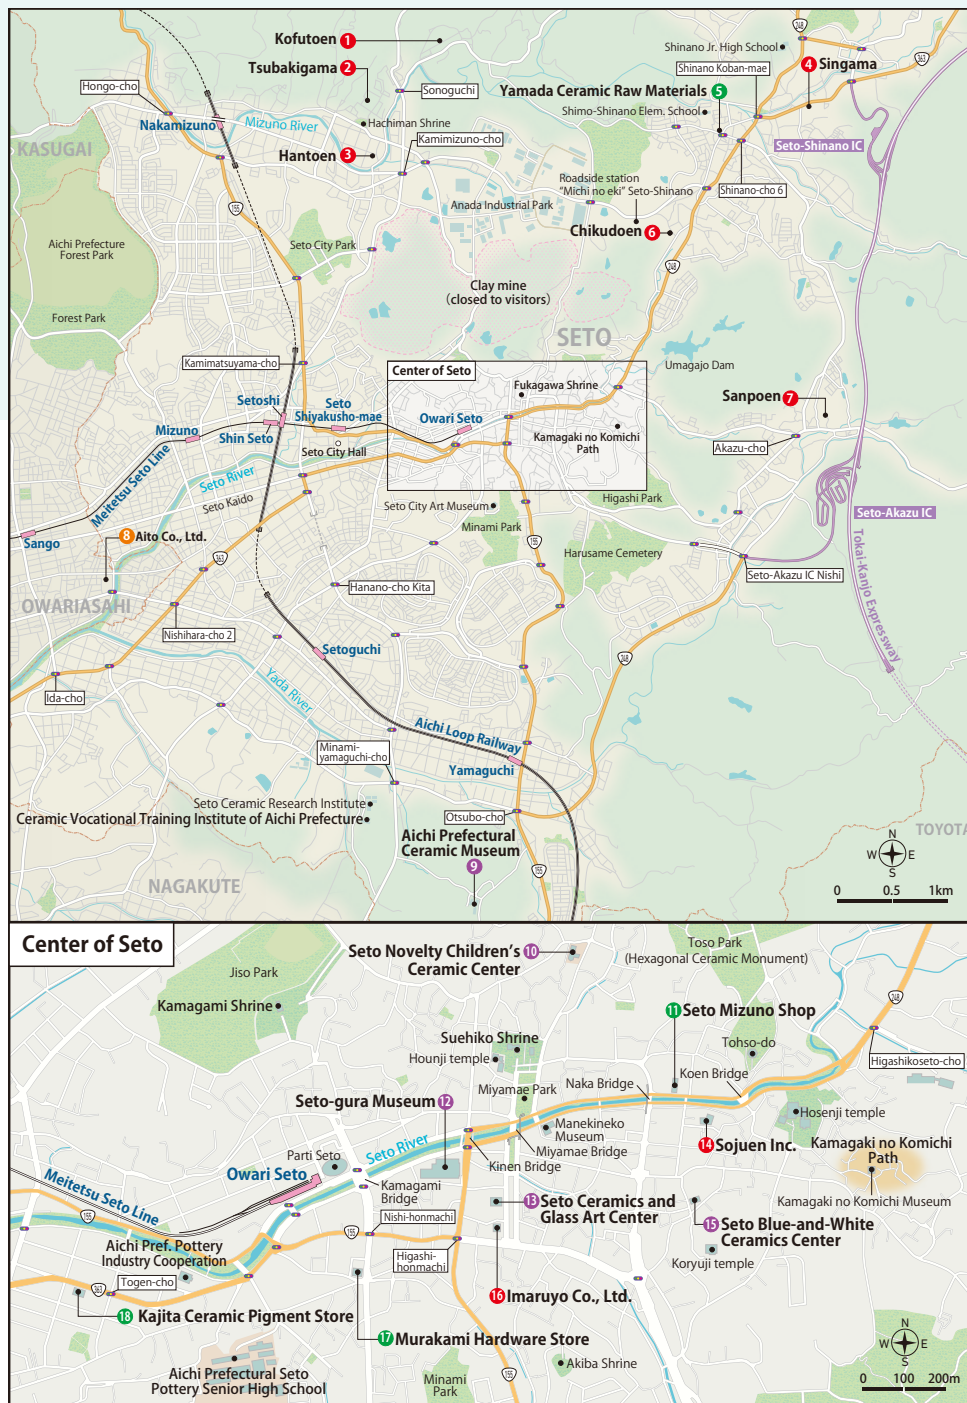 Kofutoen 1
Tsubakigama 2
Hongo-cho
Nakamizuno
Mizuno River
Sonoguchi
Hachiman Shrine
Hantoen 3
Kamimizuno-cho
KASUGAI
155
Aichi Prefecture
Forest Park
Forest Park
Seto City Park
Anada Industrial Park
Clay mine
(closed to visitors)
248
363
Shinano Jr. High School
Shinano Koban-mae
4 Singama
Yamada Ceramic Raw Materials 5
Shimo-Shinano Elem. School
Seto-Shinano IC
Shinano-cho 6
Roadside station
“Michi no eki” Seto-Shinano
Chikudoen 6
248
SETO
Umagajo Dam
Sanpoen 7
Akazu-cho
Kamimatsuyama-cho
Center of Seto
Fukagawa Shrine
Owari Seto
Kamagaki no Komichi
Path
Setoshi
Seto
Shiyakusho-mae
Mizuno
Shin Seto
Seto City Hall
Meitetsu Seto Line
Seto River
Seto Kaido
Sango
8 Aito Co., Ltd.
363
OWARIASAHI
Nishihara-cho 2
Ida-cho
Seto City Art Museum
Minami Park
Higashi Park
155
Harusame Cemetery
Seto-Akazu IC
Seto-Akazu IC Nishi
Tokai-Kanjo Expressway
Hanano-cho Kita
Setoguchi
248
Yada River
Aichi Loop Railway
Minami-
yamaguchi-cho
Yamaguchi
Seto Ceramic Research Institute
Ceramic Vocational Training Institute of Aichi Prefecture
Otsubo-cho
Aichi Prefectural
Ceramic Museum
9
155
NAGAKUTE
TOYOTA
N
W E
S
0 0.5 1km
Center of Seto
Seto Novelty Children’s 10
Ceramic Center
Toso Park
(Hexagonal Ceramic Monument)
Jiso Park
Kamagami Shrine
248
11 Seto Mizuno Shop
Suehiko Shrine
Hounji temple
Tohso-do
Higashikoseto-cho
Koen Bridge
Naka Bridge
Miyamae Park
Seto-gura Museum 12
Manekineko
Museum
Hosenji temple
Seto River
Miyamae Bridge
14 Sojuen Inc.
Kamagaki no Komichi
Path
Kinen Bridge
Parti Seto
Owari Seto
Kamagami
Bridge
Meitetsu Seto Line
13 Seto Ceramics and
Glass Art Center
Kamagaki no Komichi Museum
155
Nishi-honmachi
155
15 Seto Blue-and-White
Ceramics Center
Aichi Pref. Pottery
Industry Cooperation
Higashi-
honmachi
Koryuji temple
Togen-cho
363
16 Imaruyo Co., Ltd.
18 Kajita Ceramic Pigment Store
17 Murakami Hardware Store
Akiba Shrine
Aichi Prefectural Seto
Pottery Senior High School
Minami
Park
155
N
W E
S
0 100 200m